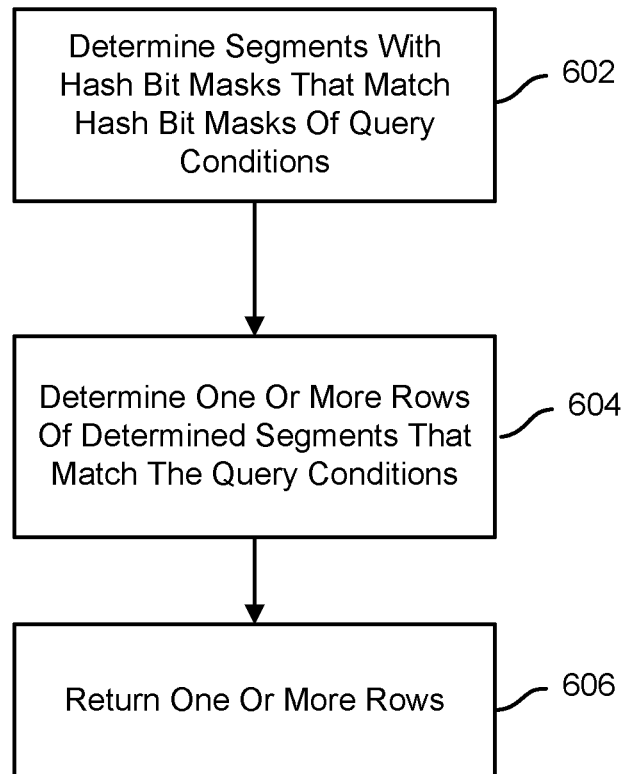 Determine Segments With
Hash Bit Masks That Match
Hash Bit Masks Of Query
Conditions
602
Determine One Or More Rows
Of Determined Segments That
Match The Query Conditions
604
Return One Or More Rows
606